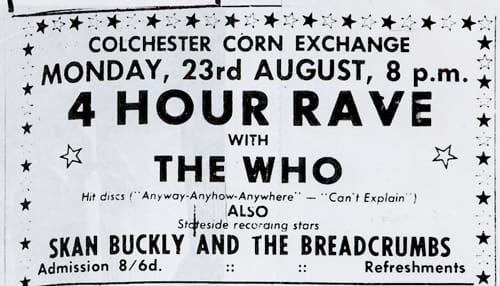 COLCHESTER CORN EXCHANGE
MONDAY, 23rd AUGUST, 8 p.m.
4 HOUR RAVE
WITH
THE WHO
Hit discs ("Anyway-Anyhow-Anywhere" — "Can't Explain")
ALSO
Stateside recording stars
SKAN BUCKLY AND THE BREADCRUMBS
Admission 8/6d. :: :: Refreshments